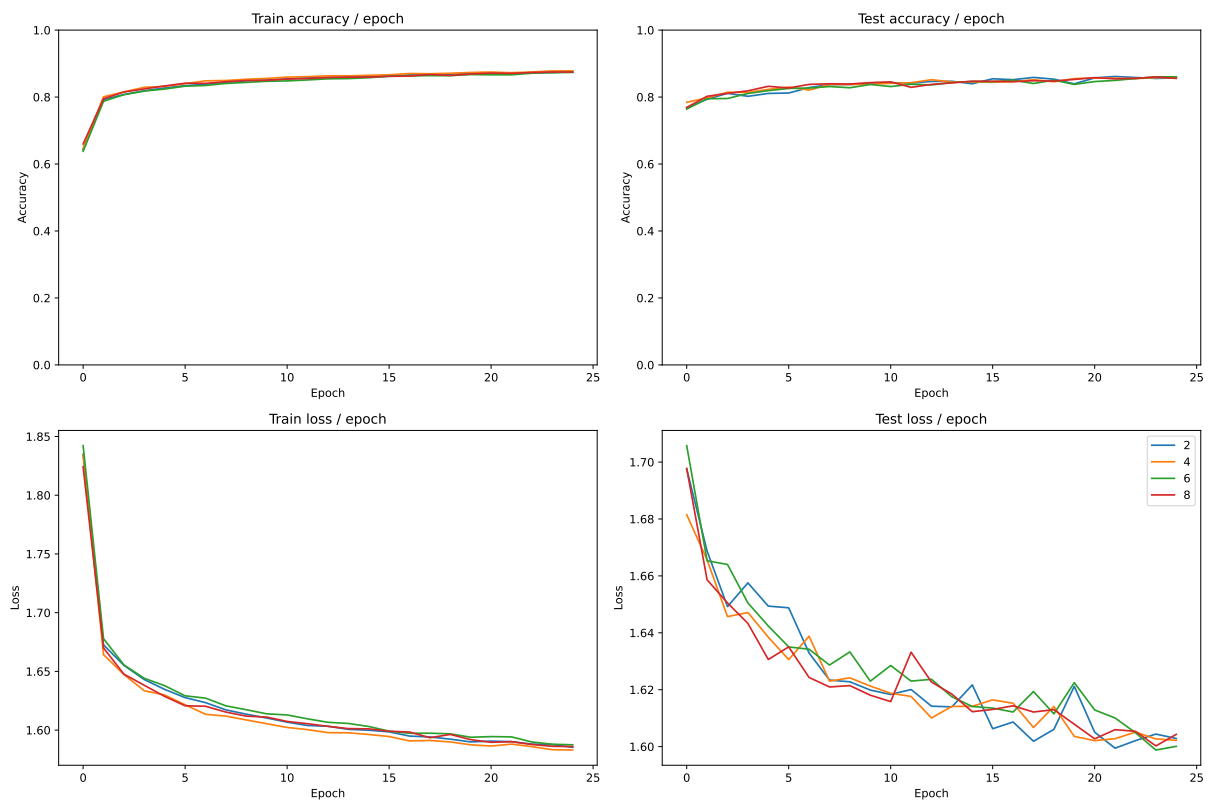 Train accuracy / epoch
1.0
0.8
0.6
0.4
0.2
0.0
Accuracy
0 5 10 15 20 25
Epoch
Test accuracy / epoch
1.0
0.8
0.6
0.4
0.2
0.0
Accuracy
0 5 10 15 20 25
Epoch
Train loss / epoch
1.85
1.80
1.75
1.70
1.65
1.60
Loss
0 5 10 15 20 25
Epoch
Test loss / epoch
1.70
1.68
1.66
1.64
1.62
1.60
Loss
0 5 10 15 20 25
Epoch
2
4
6
8